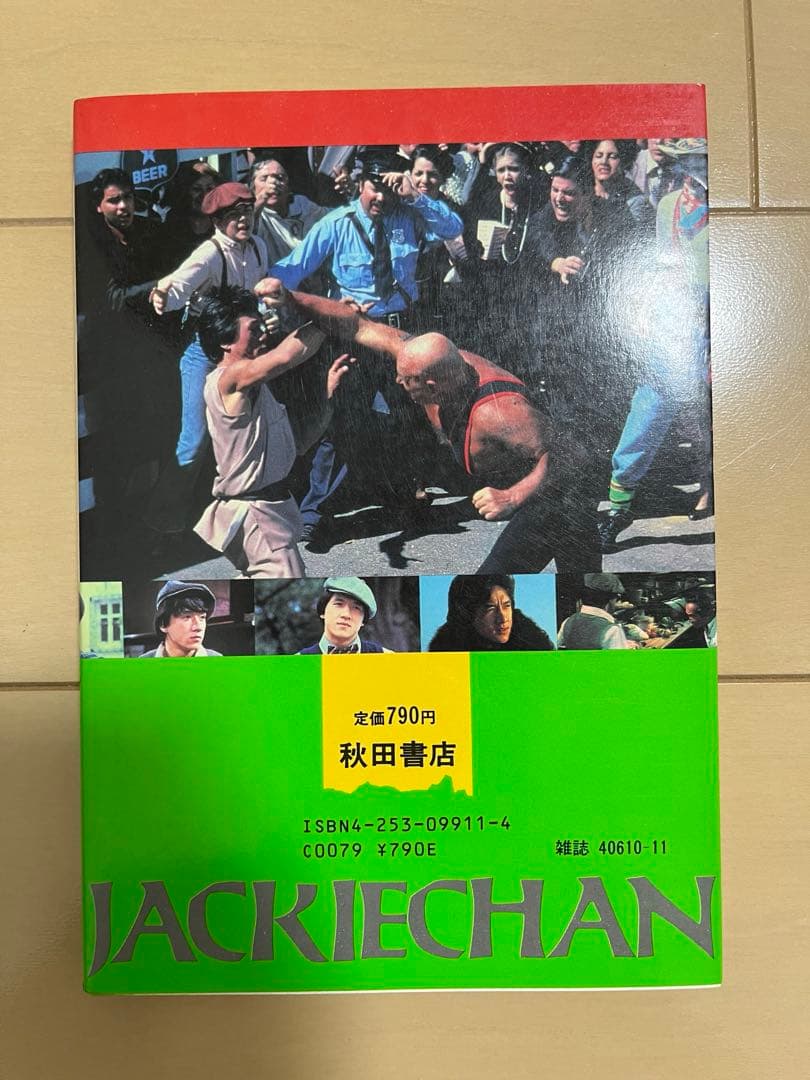 BEER
定価790円
秋田書店
ISBN4-253-09911-4
C0079 ¥790E
雑誌 40610-11
JACKIECHAN